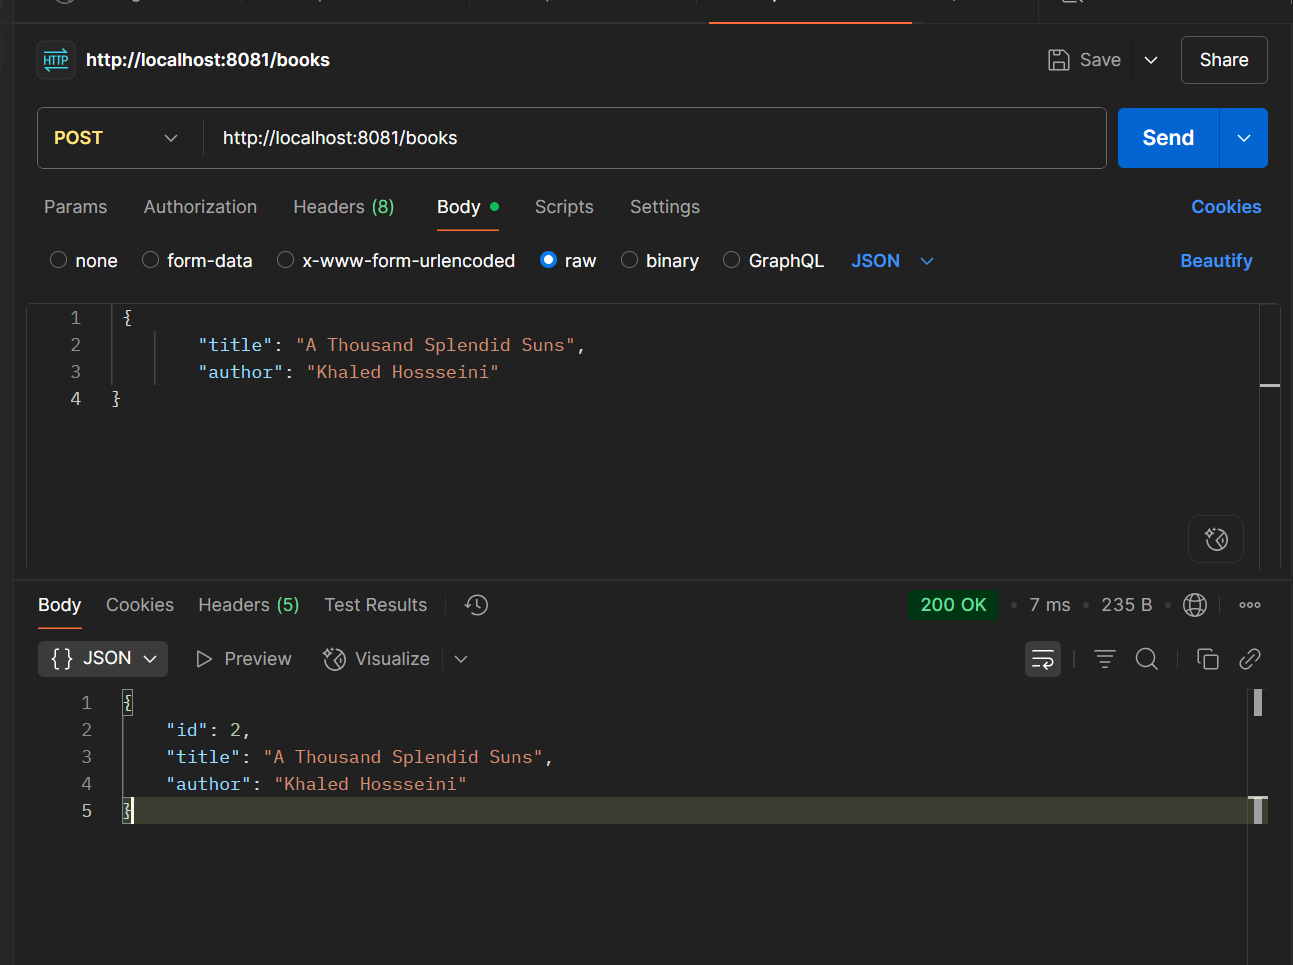 HTTP http://localhost:8081/books Save Share
POST http://localhost:8081/books Send
Params Authorization Headers (8) Body Scripts Settings Cookies
none form-data x-www-form-urlencoded raw binary GraphQL JSON Beautify
1 {
2 "title": "A Thousand Splendid Suns",
3 "author": "Khaled Hossseini"
4 }
Body Cookies Headers (5) Test Results 200 OK • 7 ms • 235 B •
{} JSON Preview Visualize
1 {
2 "id": 2,
3 "title": "A Thousand Splendid Suns",
4 "author": "Khaled Hossseini"
5 }